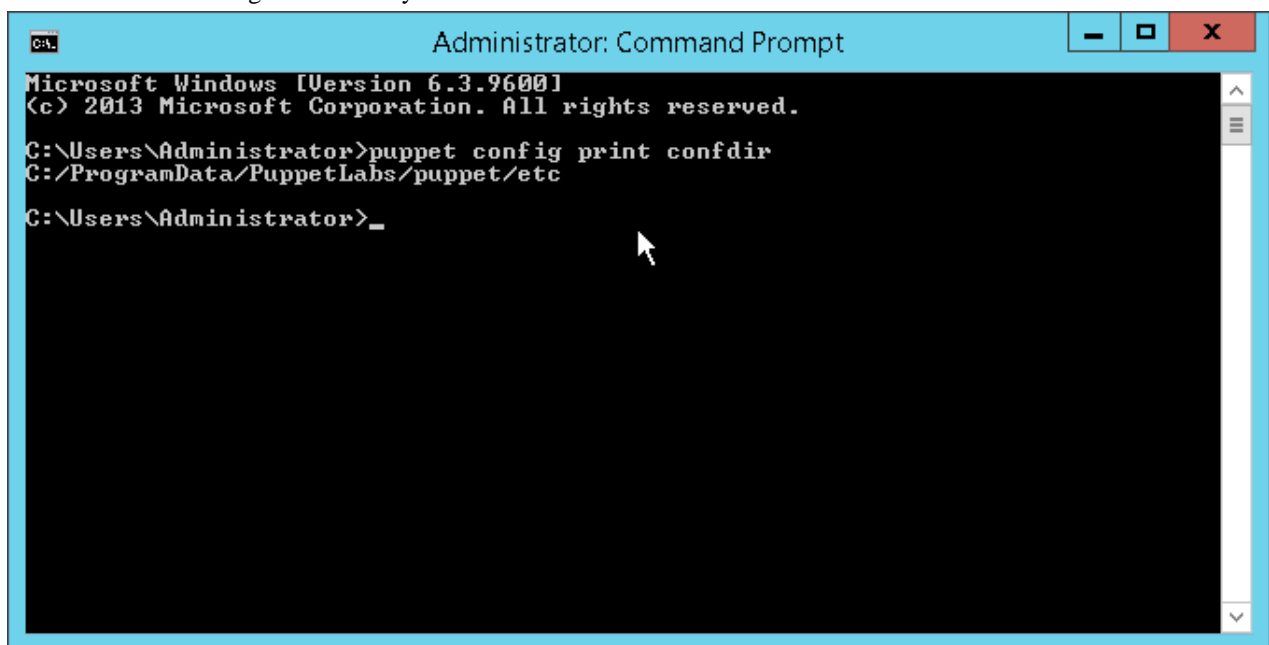 Administrator: Command Prompt
Microsoft Windows [Version 6.3.9600]
(c) 2013 Microsoft Corporation. All rights reserved.
C:\Users\Administrator>puppet config print confdir
C:/ProgramData/PuppetLabs/puppet/etc
C:\Users\Administrator>_